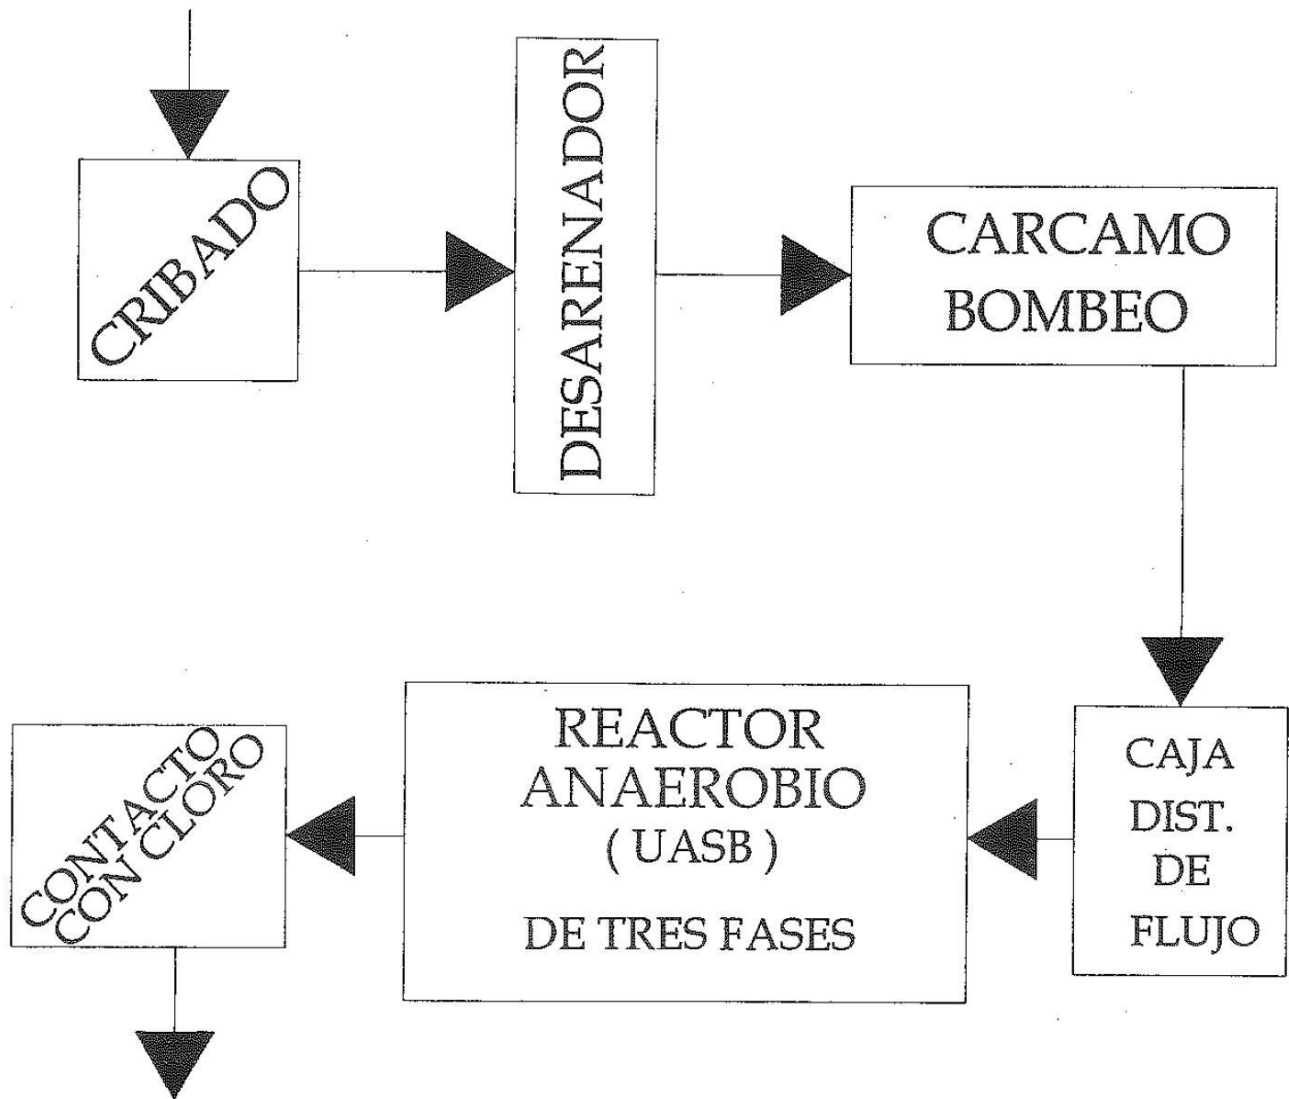 CRIBADO
DESARENADOR
CARCAMO
BOMBEO
CAJA
DIST.
DE
FLUJO
REACTOR
ANAEROBIO
( UASB )
DE TRES FASES
CONTACTO
CON CLORO